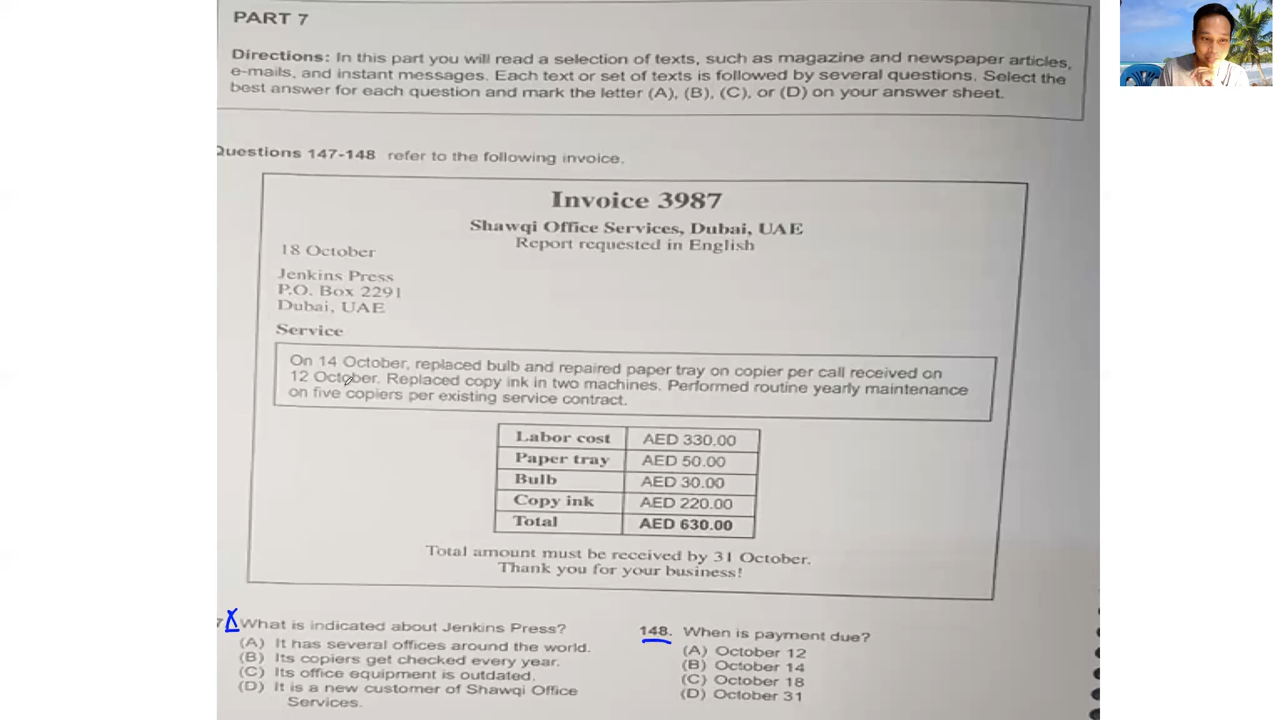 PART 7
Directions: In this part you will read a selection of texts, such as magazine and newspaper articles,
e-mails, and instant messages. Each text or set of texts is followed by several questions. Select the
best answer for each question and mark the letter (A), (B), (C), or (D) on your answer sheet.
Questions 147-148 refer to the following invoice.
Invoice 3987
Shawqi Office Services, Dubai, UAE
Report requested in English
18 October
Jenkins Press
P.O. Box 2291
Dubai, UAE
Service
On 14 October, replaced bulb and repaired paper tray on copier per call received on
12 October. Replaced copy ink in two machines. Performed routine yearly maintenance
on five copiers per existing service contract.
Labor cost AED 330.00
Paper tray AED 50.00
Bulb AED 30.00
Copy ink AED 220.00
Total AED 630.00
Total amount must be received by 31 October.
Thank you for your business!
7 What is indicated about Jenkins Press?
(A) It has several offices around the world.
(B) Its copiers get checked every year.
(C) Its office equipment is outdated.
(D) It is a new customer of Shawqi Office
Services.
148. When is payment due?
(A) October 12
(B) October 14
(C) October 18
(D) October 31